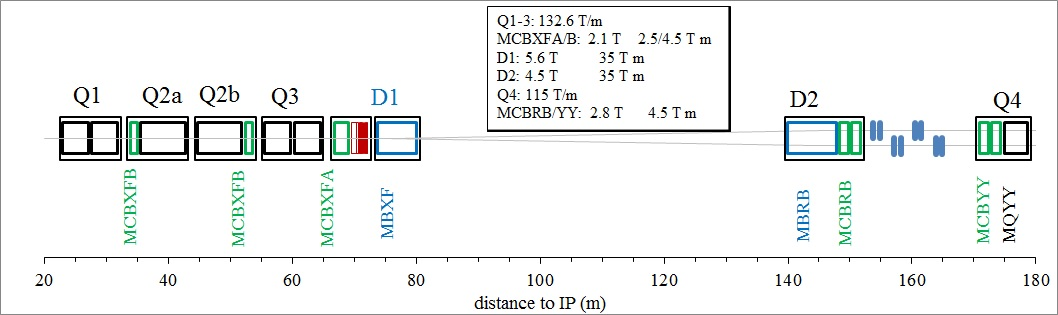 Q1-3: 132.6 T/m
MCBXFA/B: 2.1 T 2.5/4.5 T m
D1: 5.6 T 35 T m
D2: 4.5 T 35 T m
Q4: 115 T/m
MCBRB/YY: 2.8 T 4.5 T m
Q1 Q2a Q2b Q3 D1 D2 Q4
MCBXFB
MCBXFB
MCBXFA
MBXF
MBRB
MCBRB
MCBYY
MQYY
20 40 60 80 100 120 140 160 180
distance to IP (m)